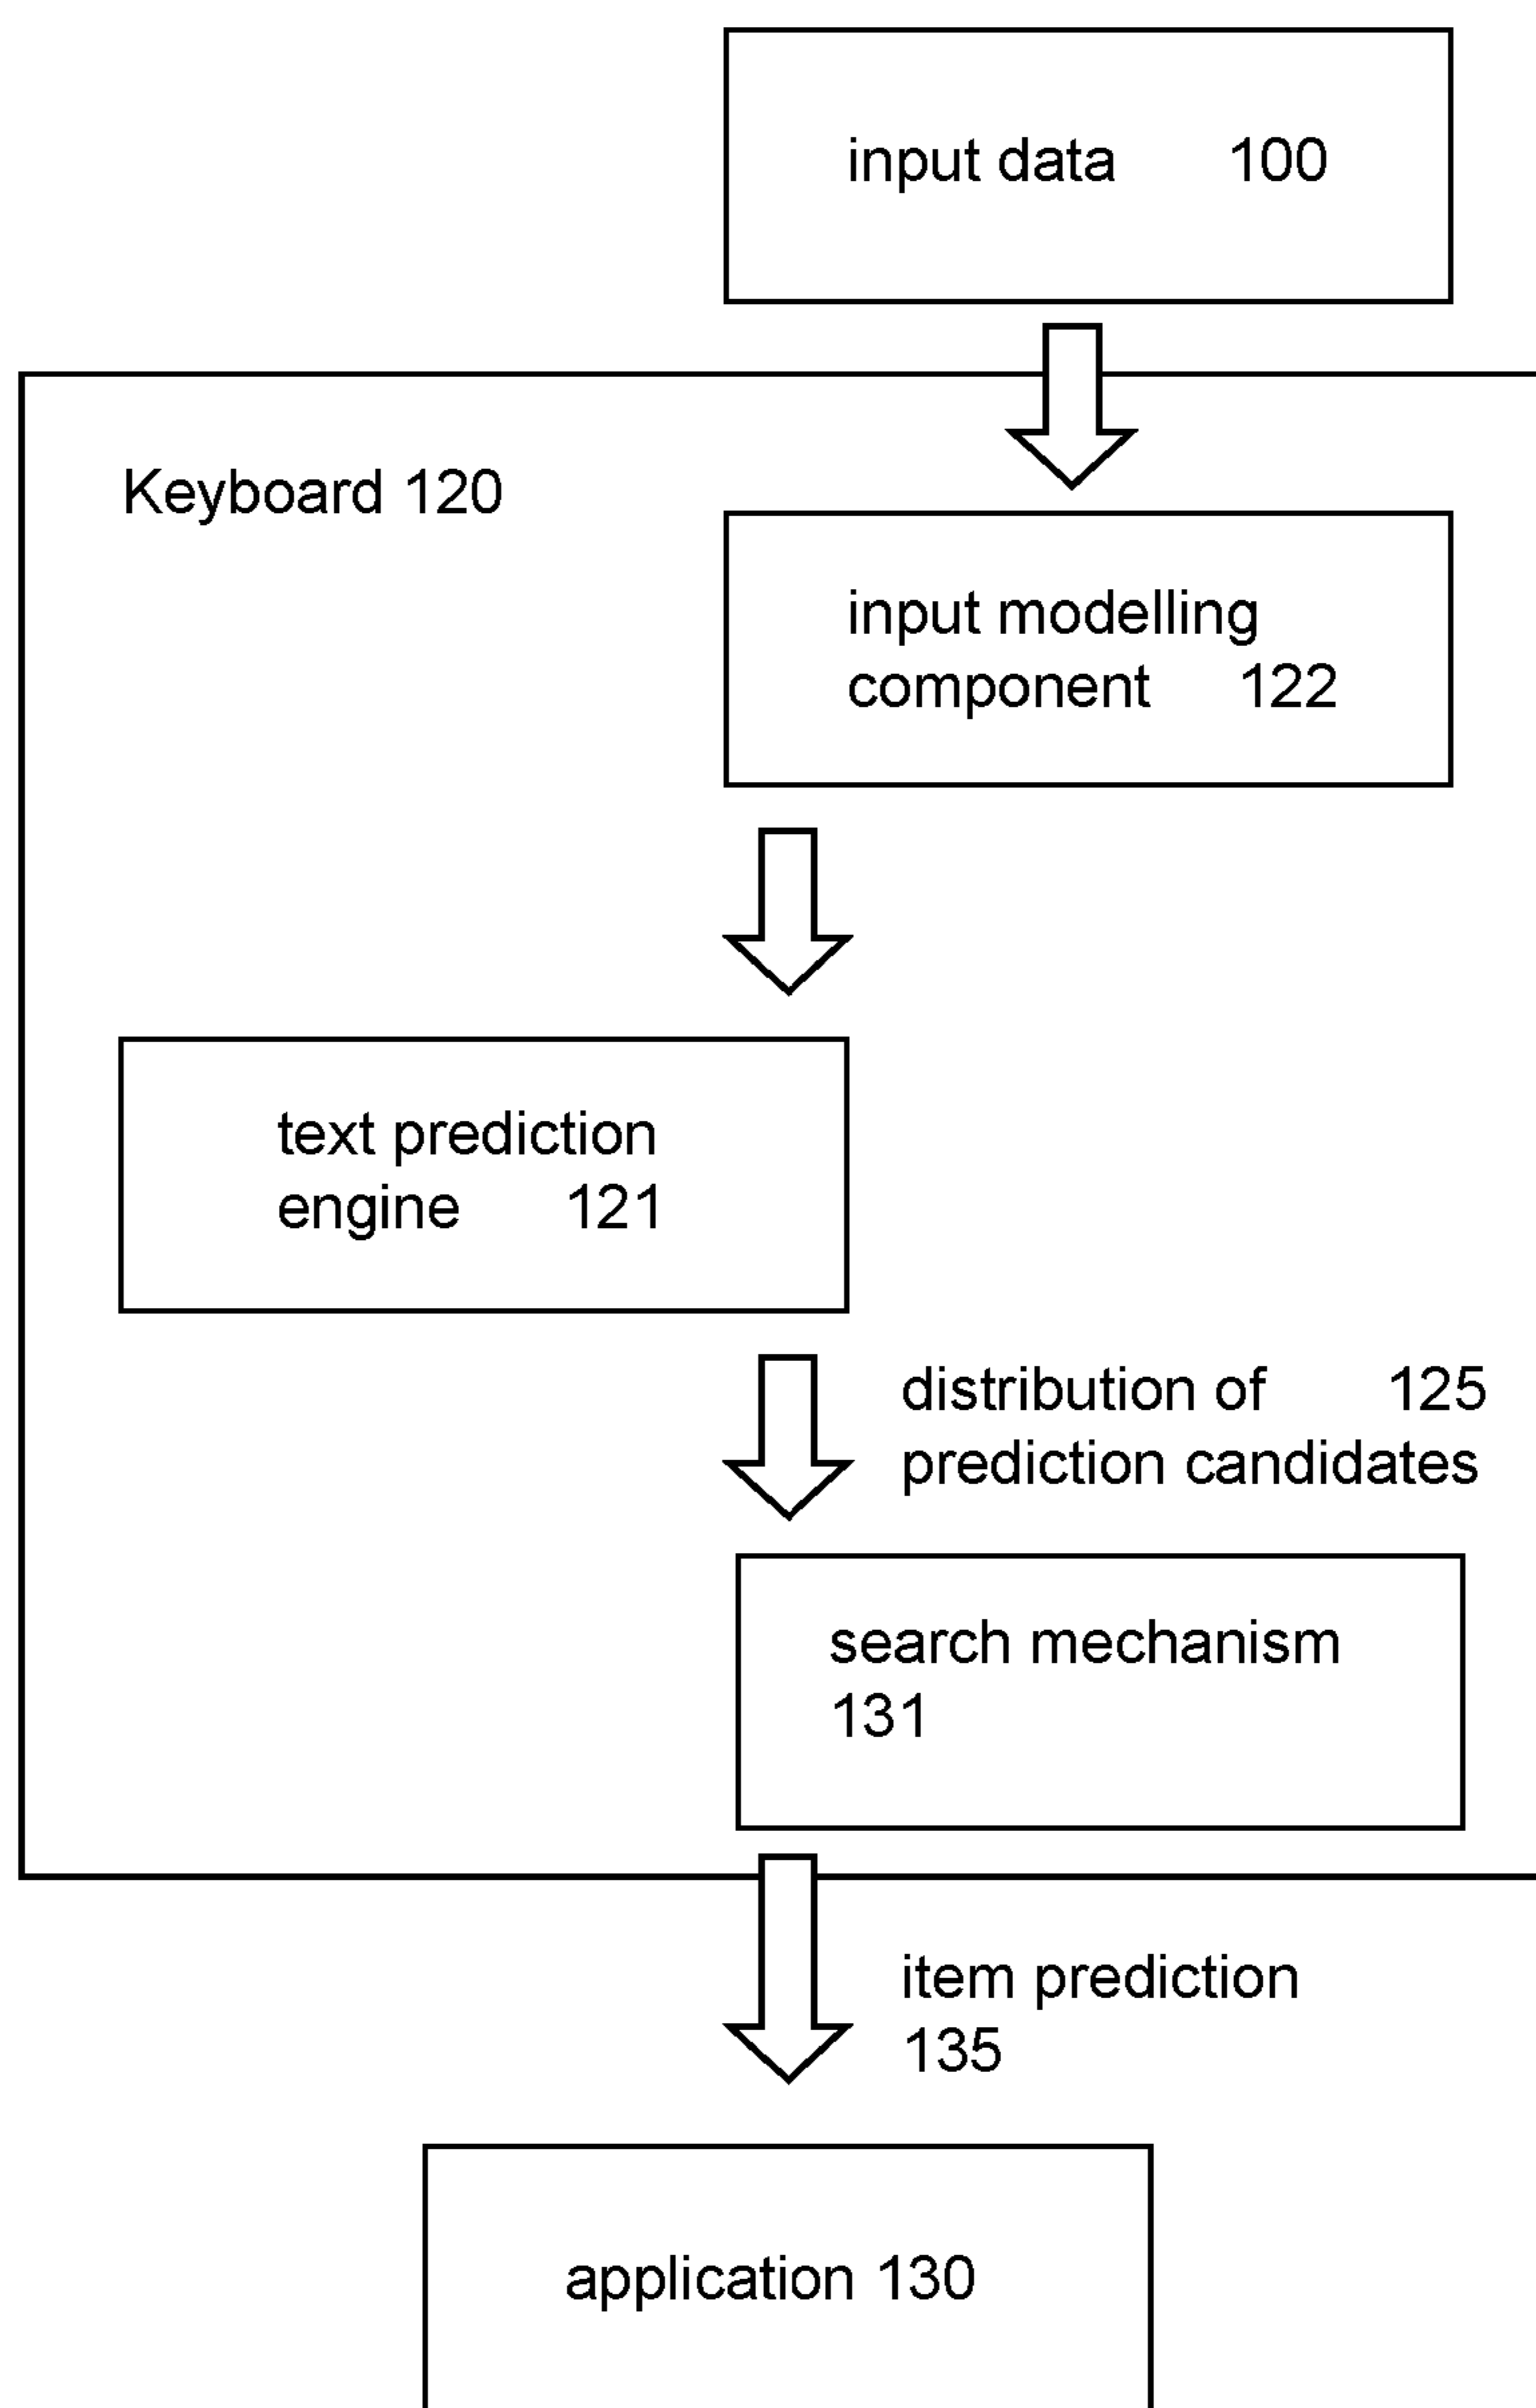 input data 100
Keyboard 120
input modelling
component 122
text prediction
engine 121
distribution of 125
prediction candidates
search mechanism
131
item prediction
135
application 130